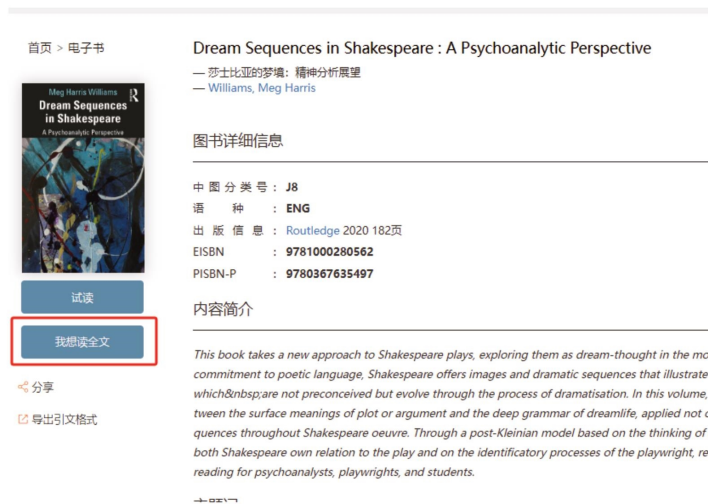 首页 > 电子书
Meg Harris Williams
Dream Sequences
in Shakespeare
A Psychoanalytic Perspective
试读
我想读全文
分享
导出引文格式
Dream Sequences in Shakespeare : A Psychoanalytic Perspective
— 莎士比亚的梦境：精神分析展望
— Williams, Meg Harris
图书详细信息
中图分类号： J8
语 种 ： ENG
出版信息： Routledge 2020 182页
EISBN ： 9781000280562
PISBN-P ： 9780367635497
内容简介
This book takes a new approach to Shakespeare plays, exploring them as dream-thought in the mo
commitment to poetic language, Shakespeare offers images and dramatic sequences that illustrate
which&nbsp;are not preconceived but evolve through the process of dramatisation. In this volume,
tween the surface meanings of plot or argument and the deep grammar of dreamlife, applied not o
quences throughout Shakespeare oeuvre. Through a post-Kleinian model based on the thinking of
both Shakespeare own relation to the play and on the identificatory processes of the playwright, re
reading for psychoanalysts, playwrights, and students.